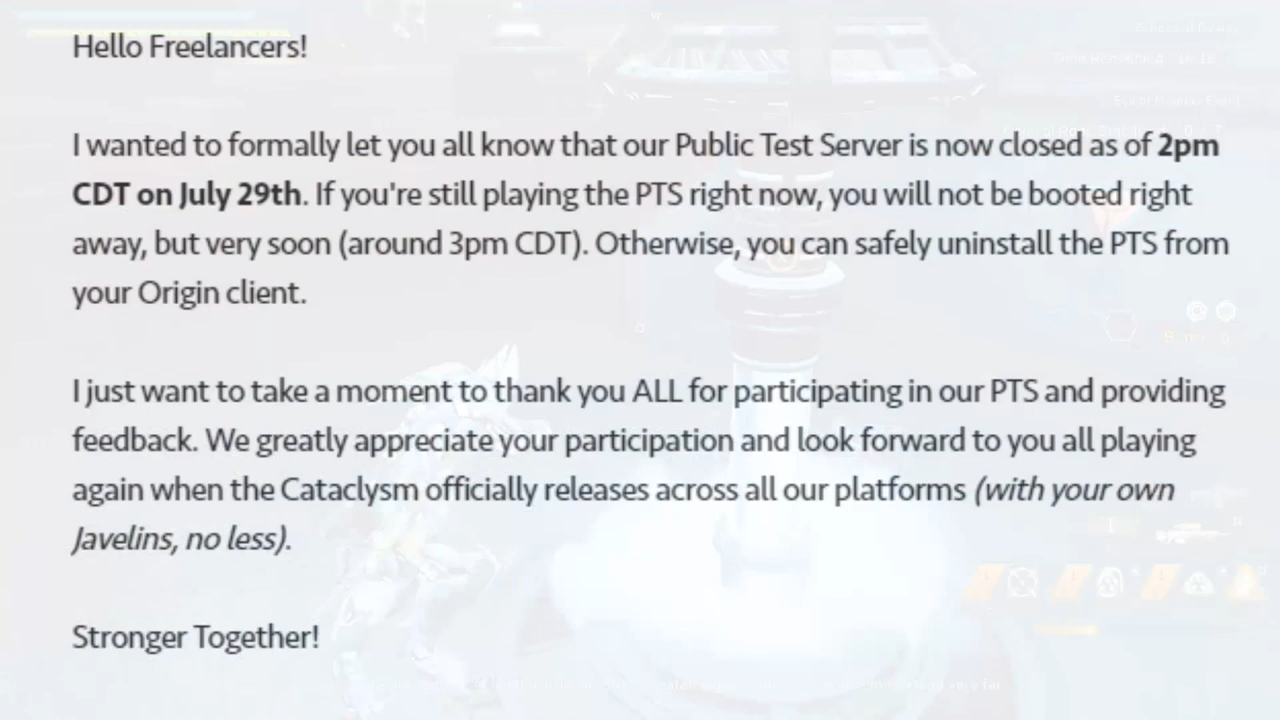 Hello Freelancers!
I wanted to formally let you all know that our Public Test Server is now closed as of 2pm
CDT on July 29th. If you're still playing the PTS right now, you will not be booted right
away, but very soon (around 3pm CDT). Otherwise, you can safely uninstall the PTS from
your Origin client.
I just want to take a moment to thank you ALL for participating in our PTS and providing
feedback. We greatly appreciate your participation and look forward to you all playing
again when the Cataclysm officially releases across all our platforms (with your own
Javelins, no less).
Stronger Together!